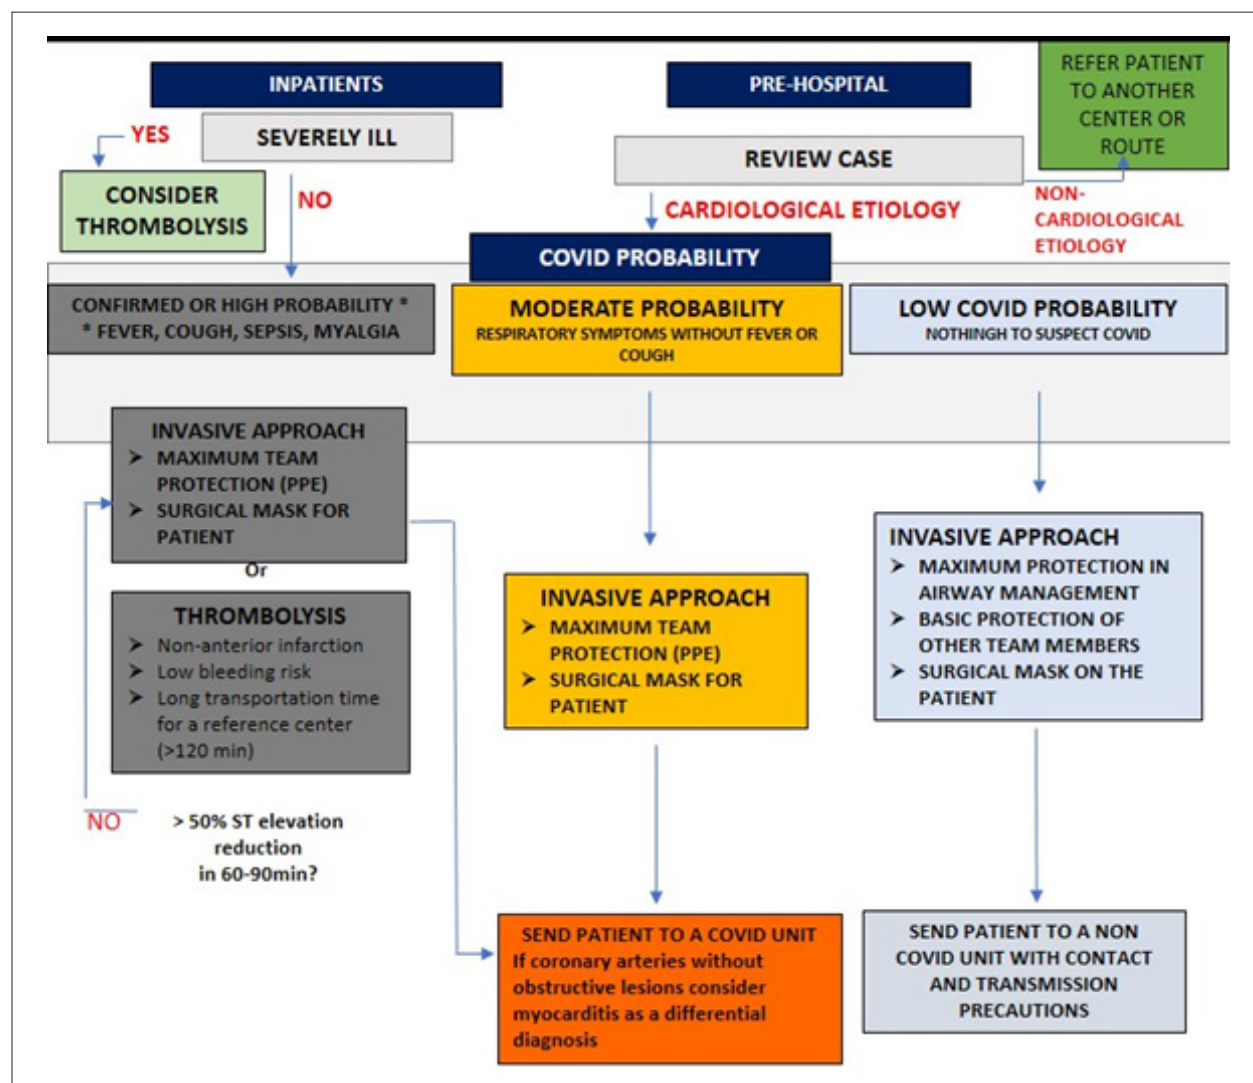 INPATIENTS
PRE-HOSPITAL
REFER PATIENT
TO ANOTHER
CENTER OR
ROUTE
YES
SEVERELY ILL
REVIEW CASE
CONSIDER
THROMBOLYSIS
NO
CARDIOLOGICAL ETIOLOGY
NON-
CARDIOLOGICAL
ETIOLOGY
COVID PROBABILITY
CONFIRMED OR HIGH PROBABILITY *
* FEVER, COUGH, SEPSIS, MYALGIA
MODERATE PROBABILITY
RESPIRATORY SYMPTOMS WITHOUT FEVER OR
COUGH
LOW COVID PROBABILITY
NOTHINGH TO SUSPECT COVID
INVASIVE APPROACH
➤ MAXIMUM TEAM
PROTECTION (PPE)
➤ SURGICAL MASK FOR
PATIENT
Or
THROMBOLYSIS
➤ Non-anterior infarction
➤ Low bleeding risk
➤ Long transportation time
for a reference center
(>120 min)
NO
> 50% ST elevation
reduction
in 60-90min?
INVASIVE APPROACH
➤ MAXIMUM TEAM
PROTECTION (PPE)
➤ SURGICAL MASK FOR
PATIENT
INVASIVE APPROACH
➤ MAXIMUM PROTECTION IN
AIRWAY MANAGEMENT
➤ BASIC PROTECTION OF
OTHER TEAM MEMBERS
➤ SURGICAL MASK ON THE
PATIENT
SEND PATIENT TO A COVID UNIT
If coronary arteries without
obstructive lesions consider
myocarditis as a differential
diagnosis
SEND PATIENT TO A NON
COVID UNIT WITH CONTACT
AND TRANSMISSION
PRECAUTIONS